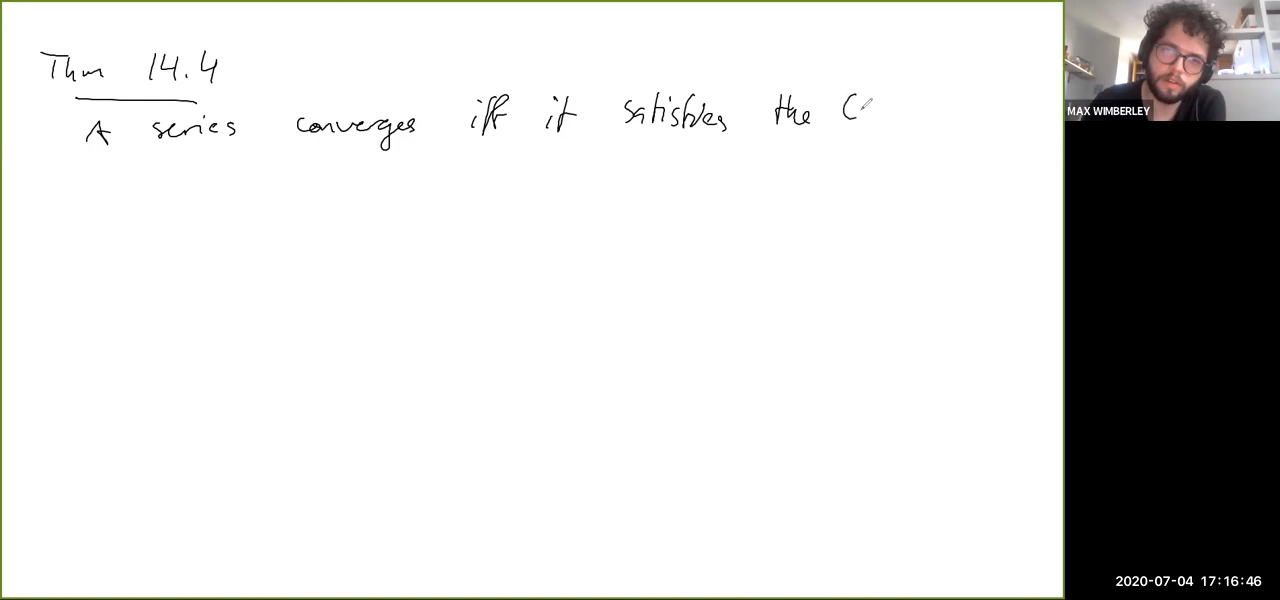 Thm 14.4
A series converges iff it satisfies the C
MAX WIMBERLEY
2020-07-04 17:16:46